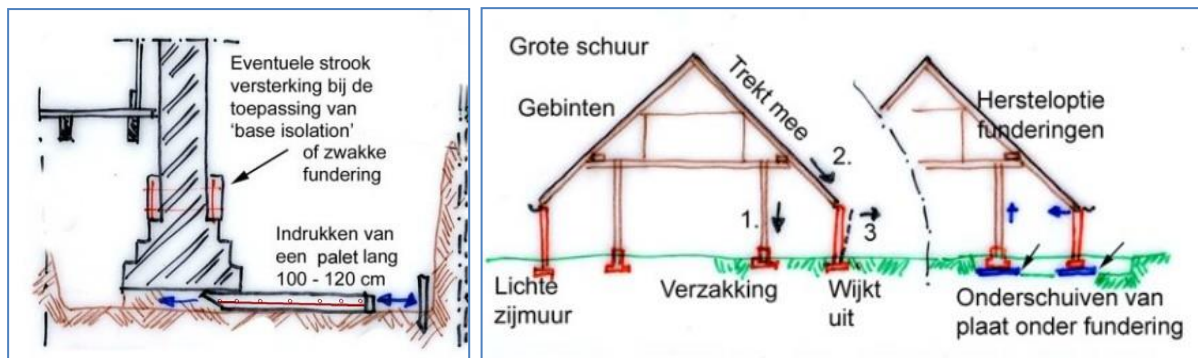 Eventuele strook
versterking bij de
toepassing van
'base isolation'
of zwakke
fundering
Indrukken van
een palet lang
100 - 120 cm
Grote schuur
Gebinten
Trekt mee
2.
1.
3
Lichte
zijmuur
Verzakking
Wijkt
uit
Hersteloptie
funderingen
Onderschuiven van
plaat onder fundering